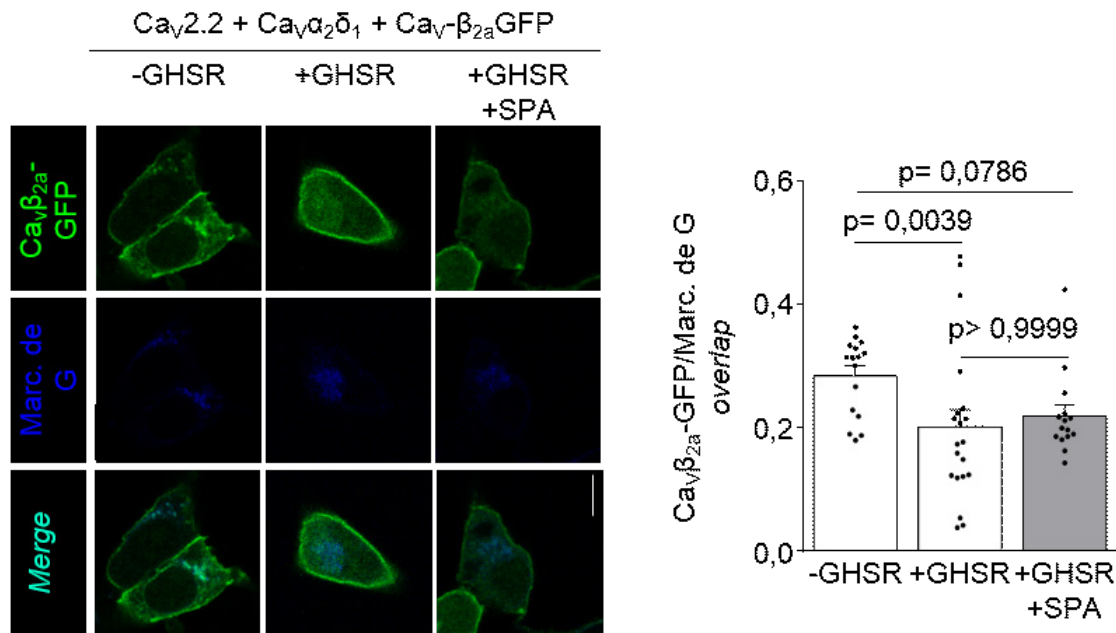 Caᵥ2.2 + Caᵥα₂δ₁ + Caᵥ-β₂ₐGFP
-GHSR +GHSR +GHSR
+SPA
Caᵥβ₂ₐ-
GFP
Marc. de
G
Merge
Caᵥβ₂ₐ-GFP/Marc. de G
overlap
0,6
0,4
0,2
0,0
p= 0,0786
p= 0,0039
p> 0,9999
-GHSR +GHSR +GHSR
+SPA